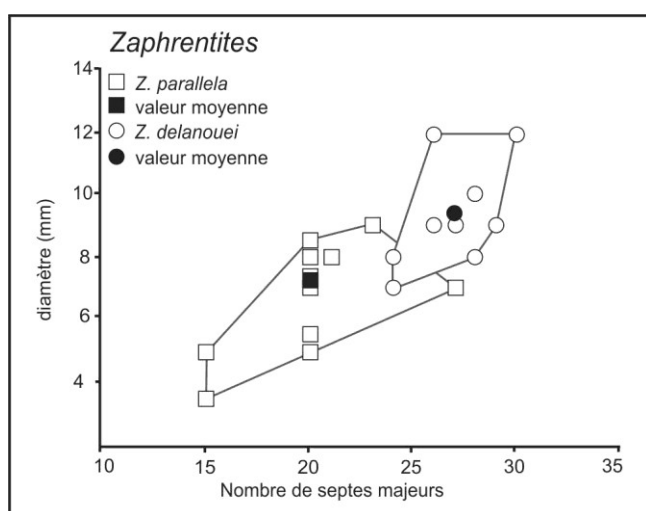 Zaphrentites
14
Z. parallela
valeur moyenne
12
Z. delanouei
valeur moyenne
10
8
6
4
diamètre (mm)
10 15 20 25 30 35
Nombre de septes majeurs